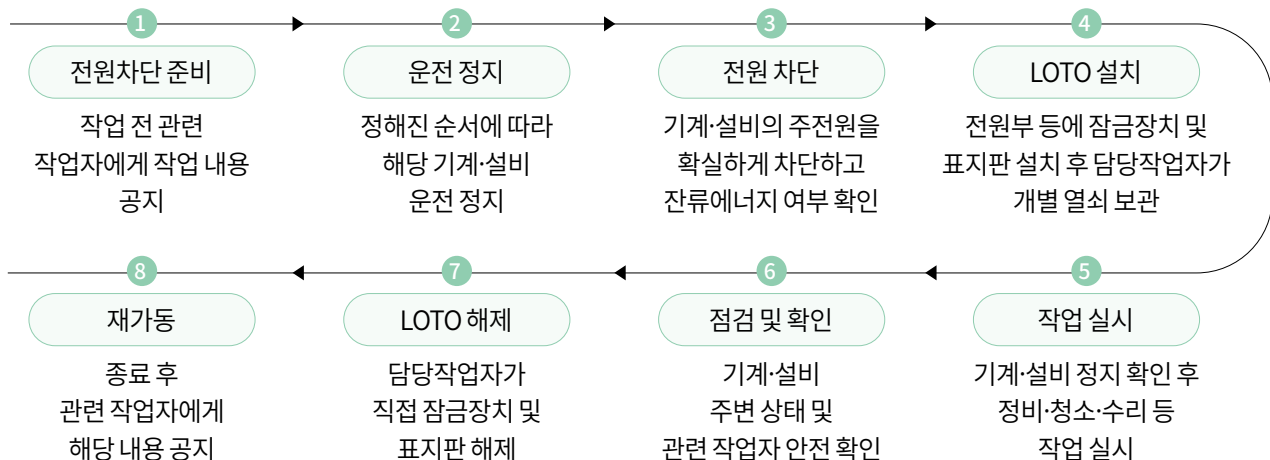 1
전원차단 준비
작업 전 관련
작업자에게 작업 내용
공지
2
운전 정지
정해진 순서에 따라
해당 기계·설비
운전 정지
3
전원 차단
기계·설비의 주전원을
확실하게 차단하고
잔류에너지 여부 확인
4
LOTO 설치
전원부 등에 잠금장치 및
표지판 설치 후 담당작업자가
개별 열쇠 보관
5
작업 실시
기계·설비 정지 확인 후
정비·청소·수리 등
작업 실시
6
점검 및 확인
기계·설비
주변 상태 및
관련 작업자 안전 확인
7
LOTO 해제
담당작업자가
직접 잠금장치 및
표지판 해제
8
재가동
종료 후
관련 작업자에게
해당 내용 공지